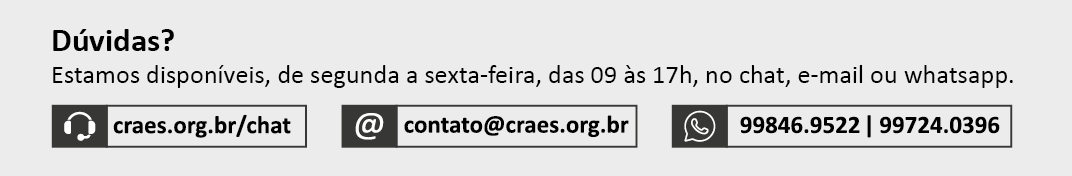 Dúvidas?
Estamos disponíveis, de segunda a sexta-feira, das 09 às 17h, no chat, e-mail ou whatsapp.
craes.org.br/chat
@ contato@craes.org.br
99846.9522 | 99724.0396